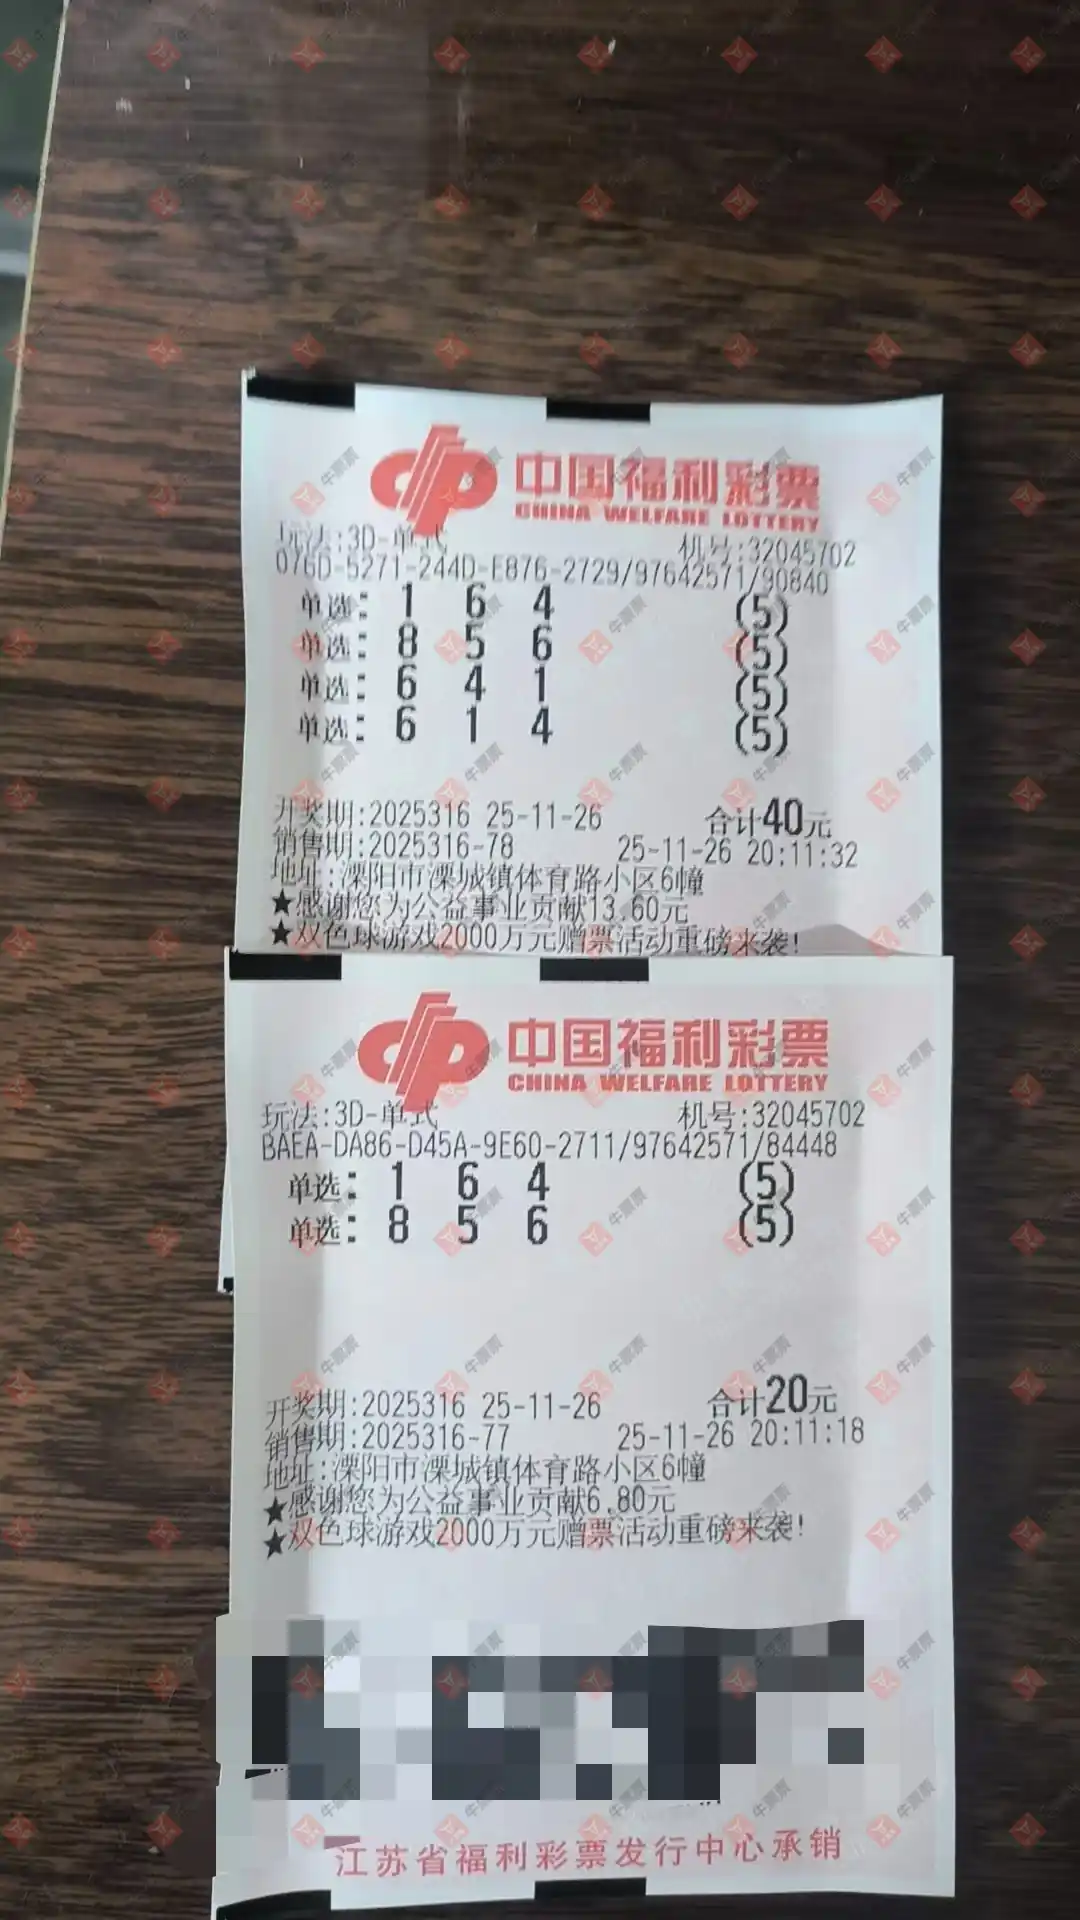 中国福利彩票
CHINA WELFARE LOTTERY
玩法:3D-单式 机号:32045702
076D-5271-244D-E876-2729/97642571/90840
单选: 1 6 4 (5)
单选: 8 5 6 (5)
单选: 6 4 1 (5)
单选: 6 1 4 (5)
开奖期:2025316 25-11-26 合计40元
销售期:2025316-78 25-11-26 20:11:32
地址:溧阳市溧城镇体育路小区6幢
★感谢您为公益事业贡献13.60元
★双色球游戏2000万元赠票活动重磅来袭!
中国福利彩票
CHINA WELFARE LOTTERY
玩法:3D-单式 机号:32045702
BAEA-DA86-D45A-9E60-2711/97642571/84448
单选: 1 6 4 (5)
单选: 8 5 6 (5)
开奖期:2025316 25-11-26 合计20元
销售期:2025316-77 25-11-26 20:11:18
地址:溧阳市溧城镇体育路小区6幢
★感谢您为公益事业贡献6.80元
★双色球游戏2000万元赠票活动重磅来袭!
江苏省福利彩票发行中心承销